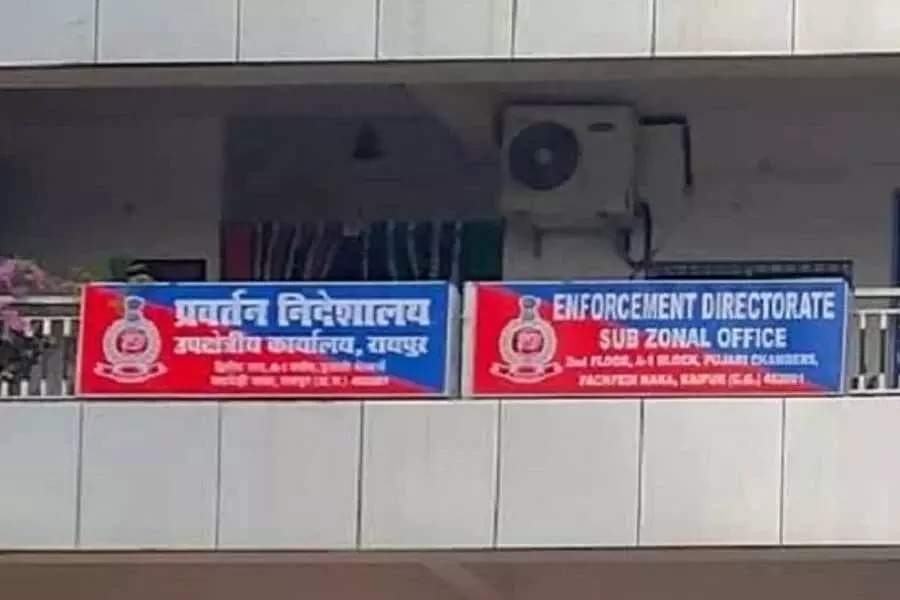 प्रवर्तन निदेशालय
उपक्षेत्रीय कार्यालय, रायपुर
ENFORCEMENT DIRECTORATE
SUB ZONAL OFFICE
2nd FLOOR, A-1 BLOCK, PUJARI CHAMBERS,
PACHPEDI NAKA, RAIPUR (C.G.) 492001